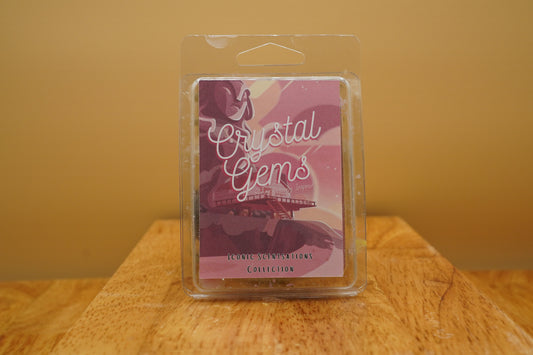 Crystal
Gems
Iconic Scentsations
Collection